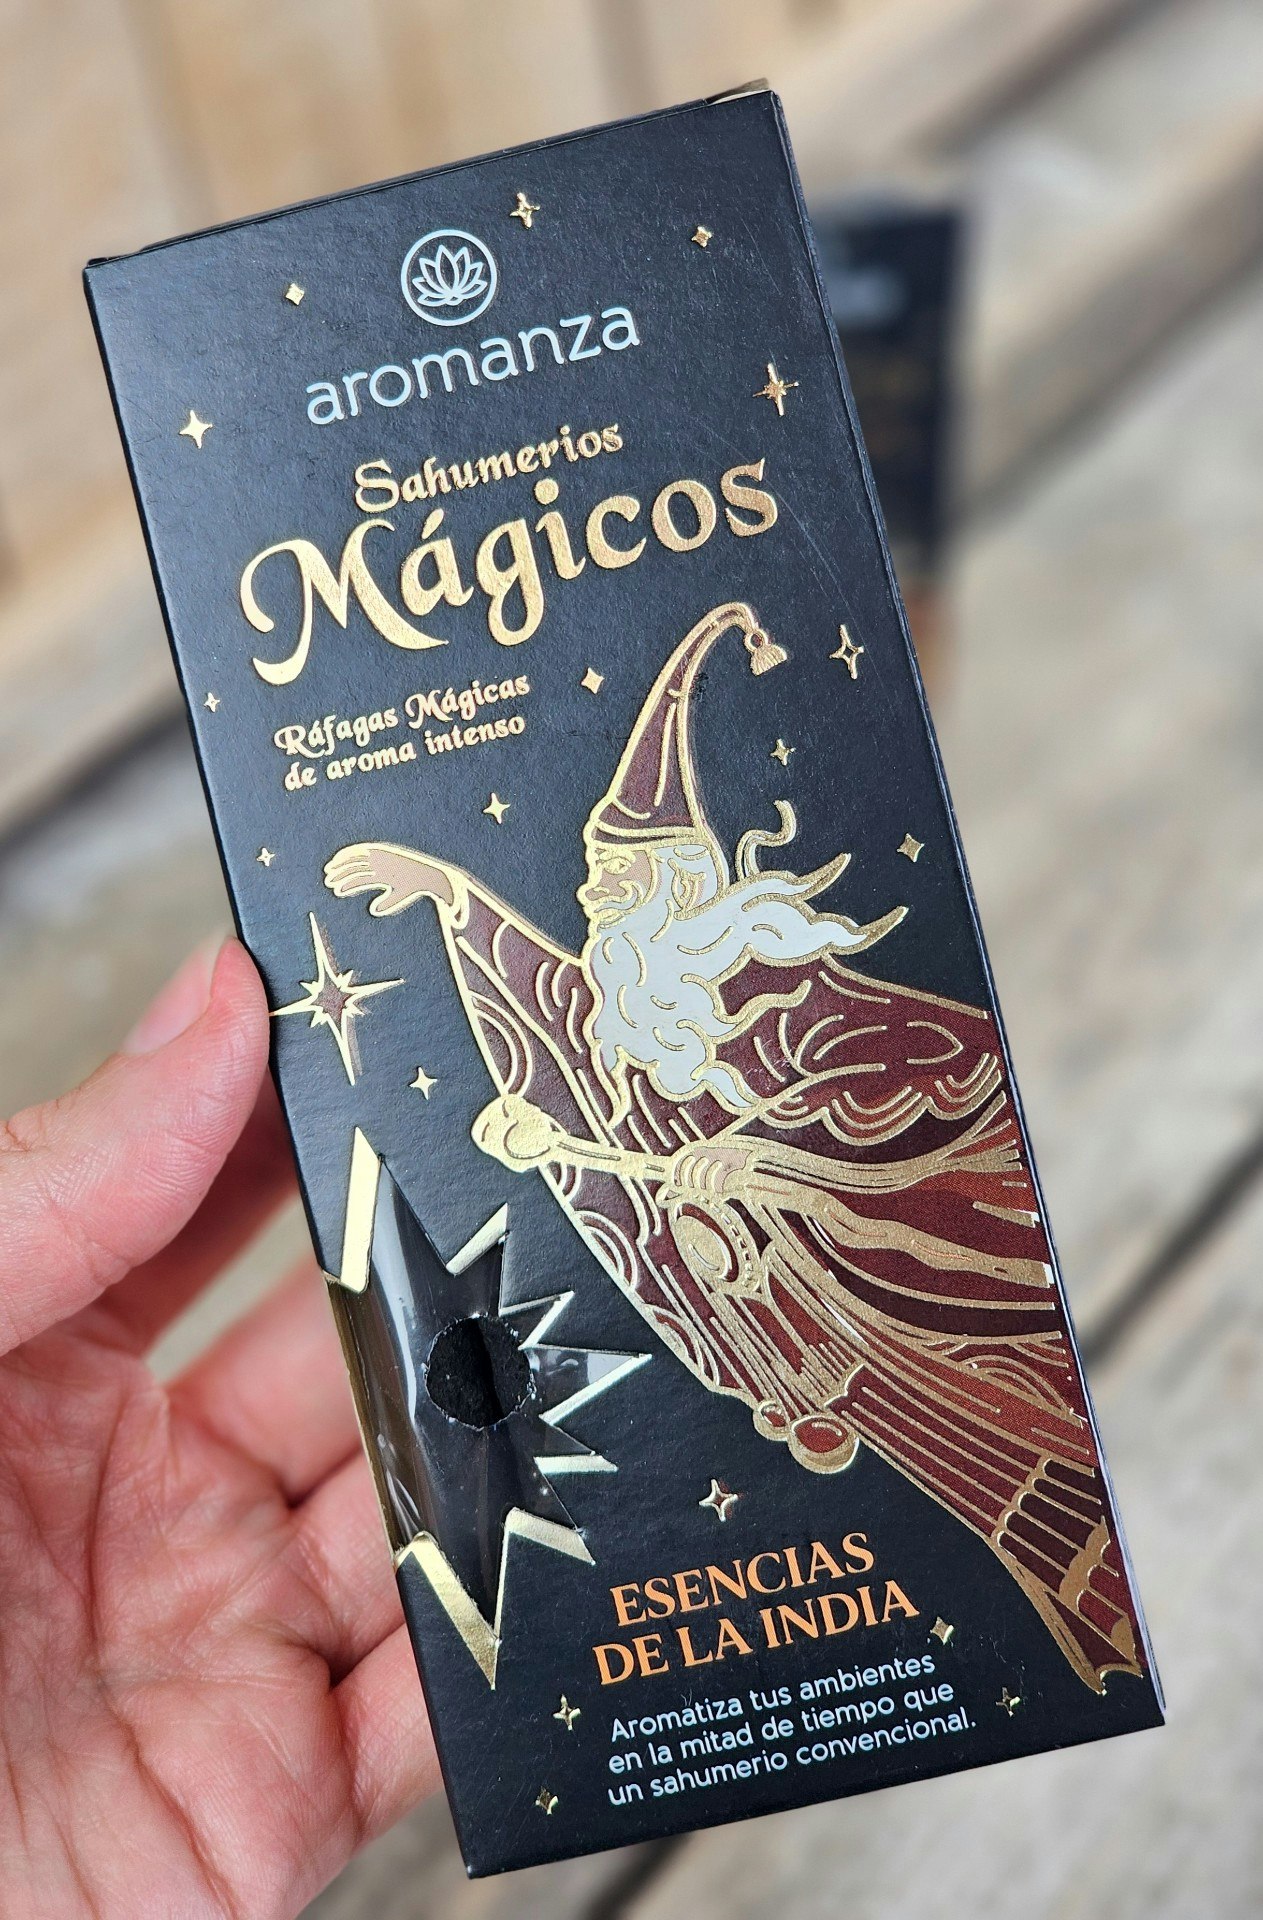 aromanza
Sahumerios
Mágicos
Ráfagas Mágicas
de aroma intenso
ESENCIAS
DE LA INDIA
Aromatiza tus ambientes
en la mitad de tiempo que
un sahumerio convencional.